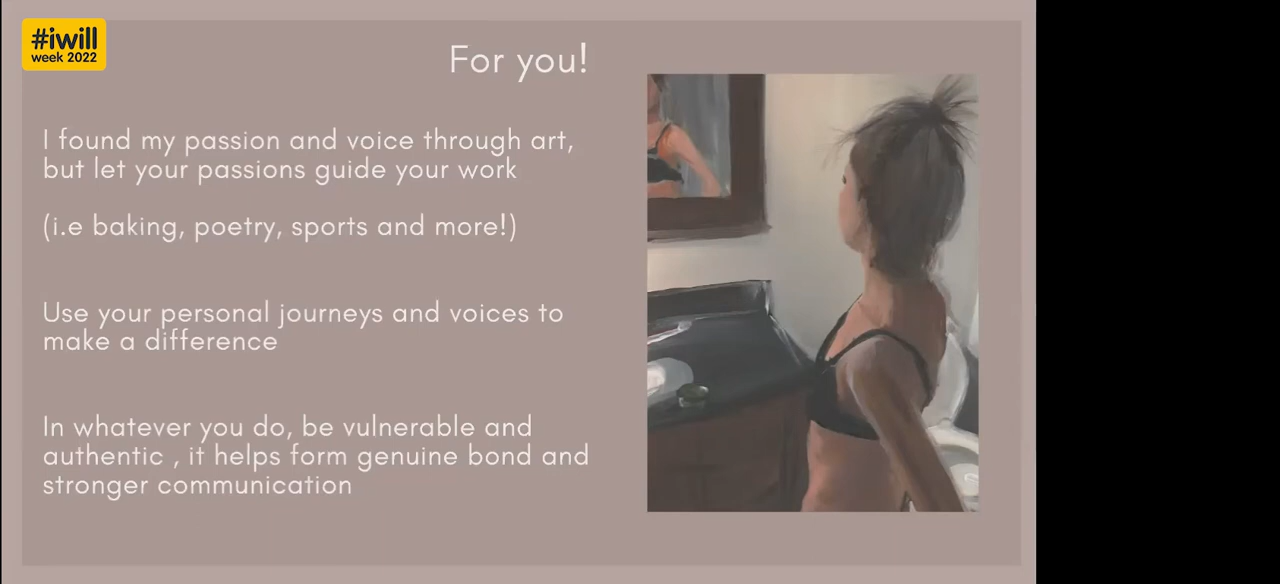 #iwill
week 2022
For you!
I found my passion and voice through art,
but let your passions guide your work
(i.e baking, poetry, sports and more!)
Use your personal journeys and voices to
make a difference
In whatever you do, be vulnerable and
authentic , it helps form genuine bond and
stronger communication